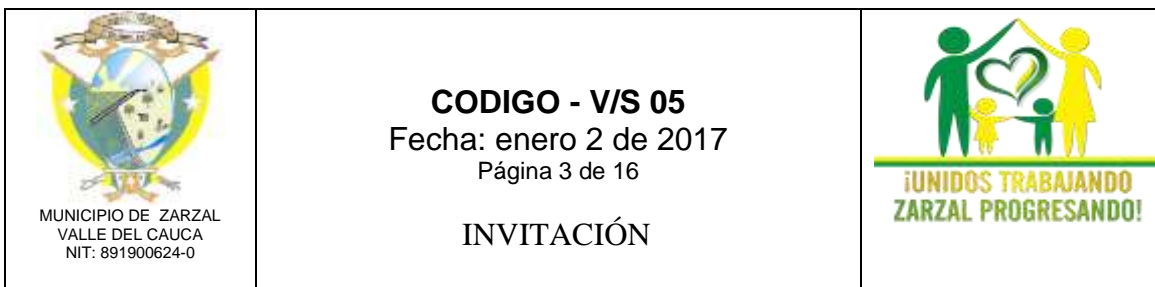 MUNICIPIO DE ZARZAL
VALLE DEL CAUCA
NIT: 891900624-0
CODIGO - V/S 05
Fecha: enero 2 de 2017
Página 3 de 16
INVITACIÓN
¡UNIDOS TRABAJANDO
ZARZAL PROGRESANDO!